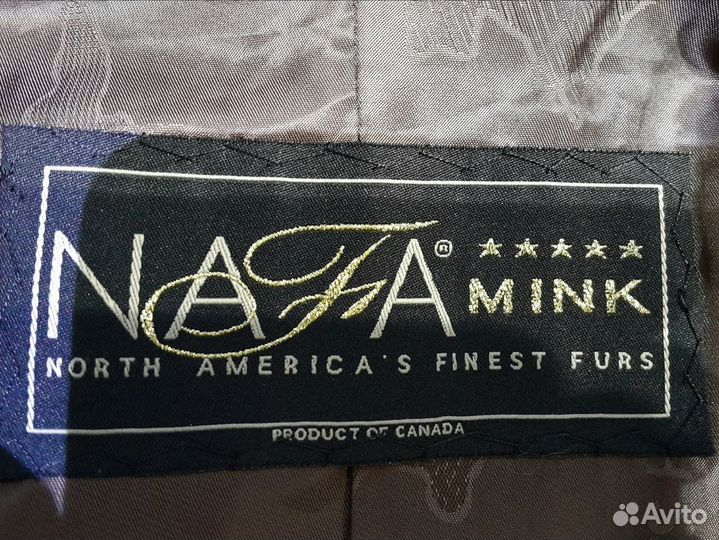 NAFA® ★★★★★
MINK
NORTH AMERICA'S FINEST FURS
PRODUCT OF CANADA
Avito